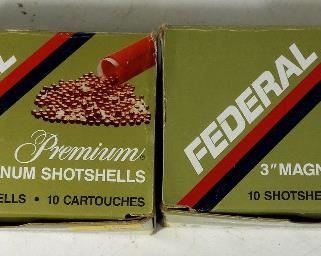 L
Premium®
NUM SHOTSHELLS
ELLS • 10 CARTOUCHES
FEDERAL
3" MAGN
10 SHOTSHE